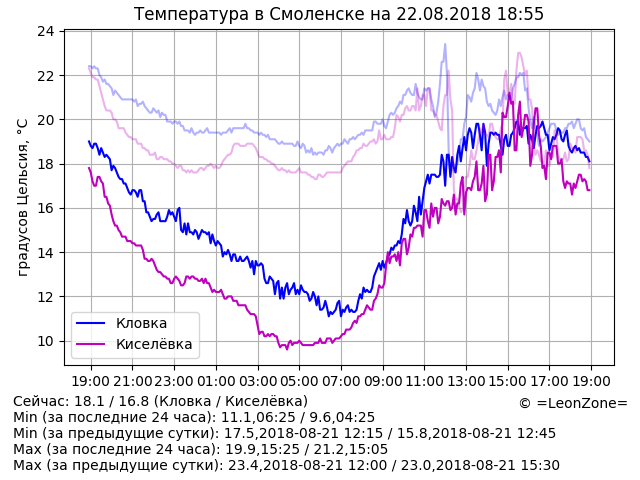 Температура в Смоленске на 22.08.2018 18:55
24
22
20
18
16
14
12
10
градусов Цельсия, °C
Кловка
Киселёвка
19:00 21:00 23:00 01:00 03:00 05:00 07:00 09:00 11:00 13:00 15:00 17:00 19:00
Сейчас: 18.1 / 16.8 (Кловка / Киселёвка)
© =LeonZone=
Min (за последние 24 часа): 11.1,06:25 / 9.6,04:25
Min (за предыдущие сутки): 17.5,2018-08-21 12:15 / 15.8,2018-08-21 12:45
Max (за последние 24 часа): 19.9,15:25 / 21.2,15:05
Max (за предыдущие сутки): 23.4,2018-08-21 12:00 / 23.0,2018-08-21 15:30